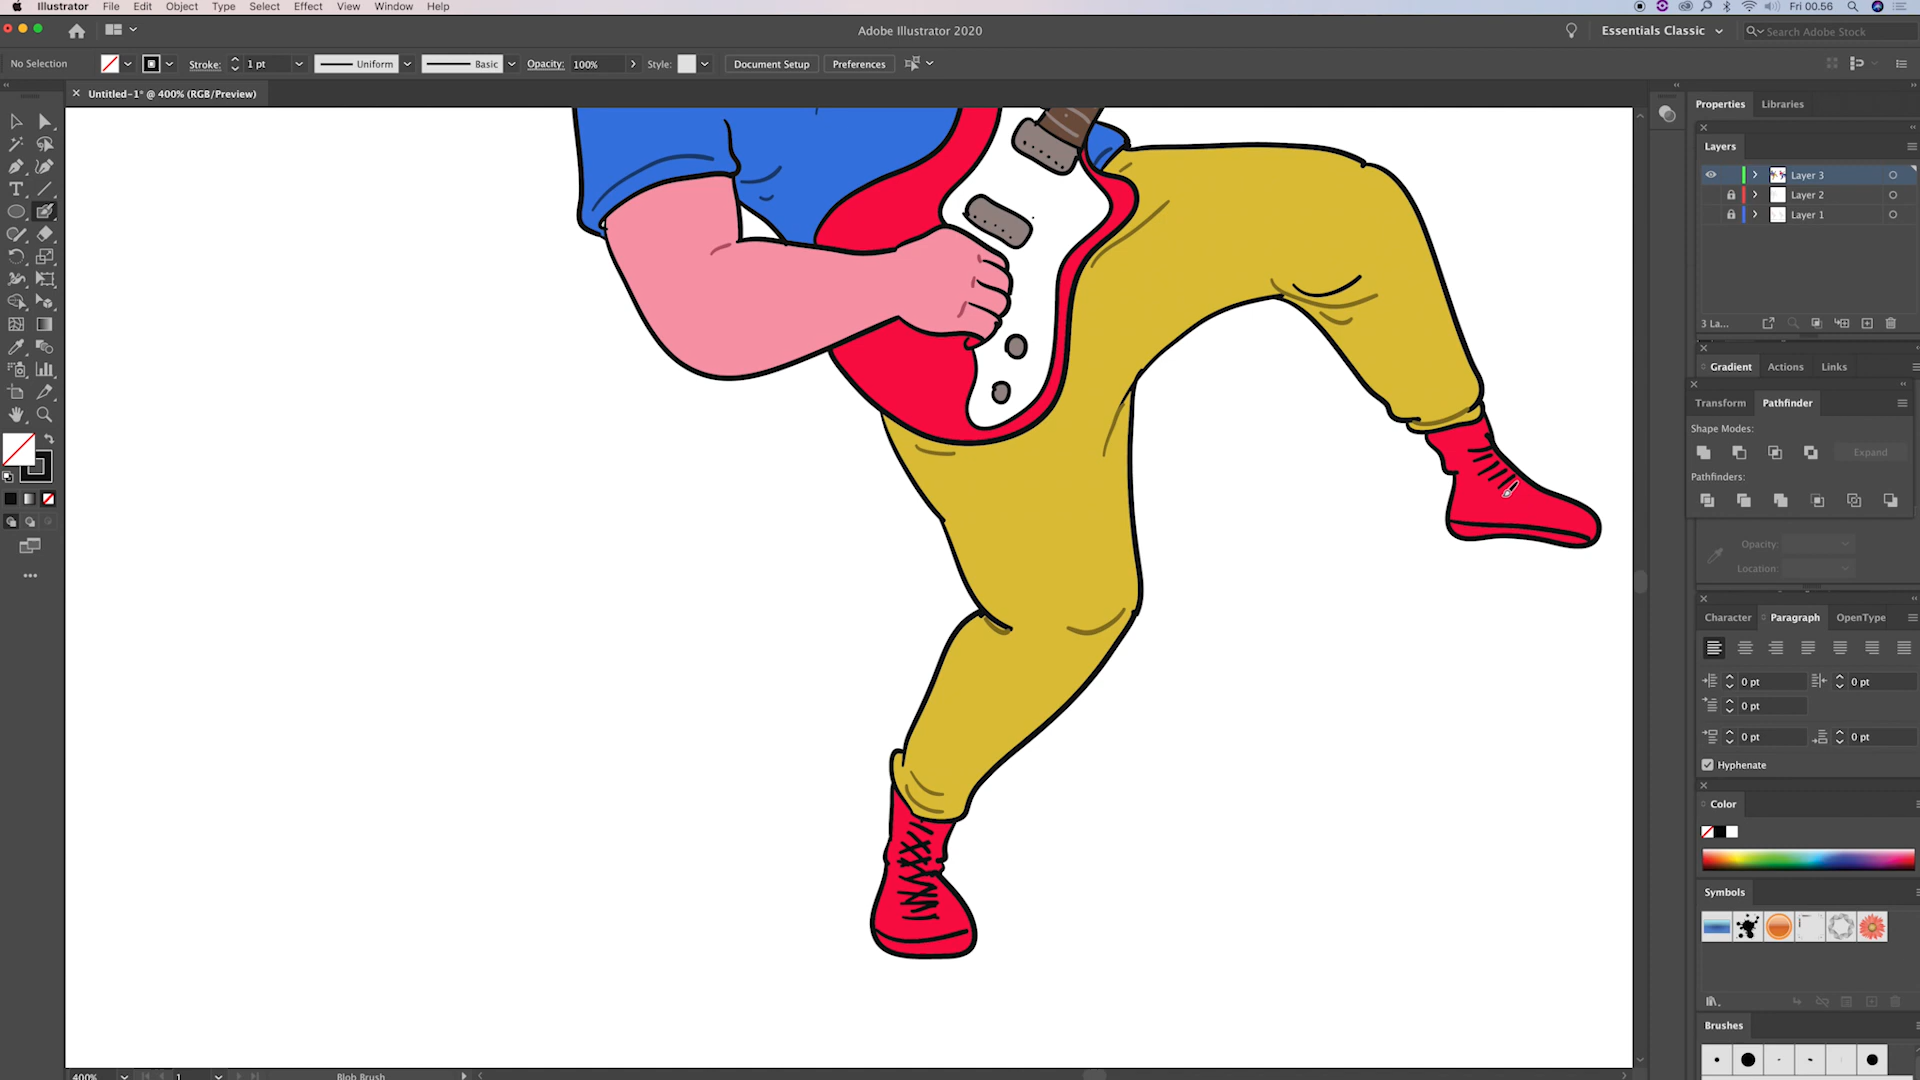 Illustrator File Edit Object Type Select Effect View Window Help Fri 00.56
Adobe Illustrator 2020 Essentials Classic Search Adobe Stock
No Selection Stroke: 1 pt Uniform Basic Opacity: 100% Style: Document Setup Preferences
Untitled-1* @ 400% (RGB/Preview)
Properties Libraries
Layers
Layer 3
Layer 2
Layer 1
3 La...
Gradient Actions Links
Transform Pathfinder
Shape Modes:
Expand
Pathfinders:
Opacity:
Location:
Character Paragraph OpenType
0 pt 0 pt
0 pt
0 pt 0 pt
Hyphenate
Color
Symbols
Brushes
400% 1 Blob Brush